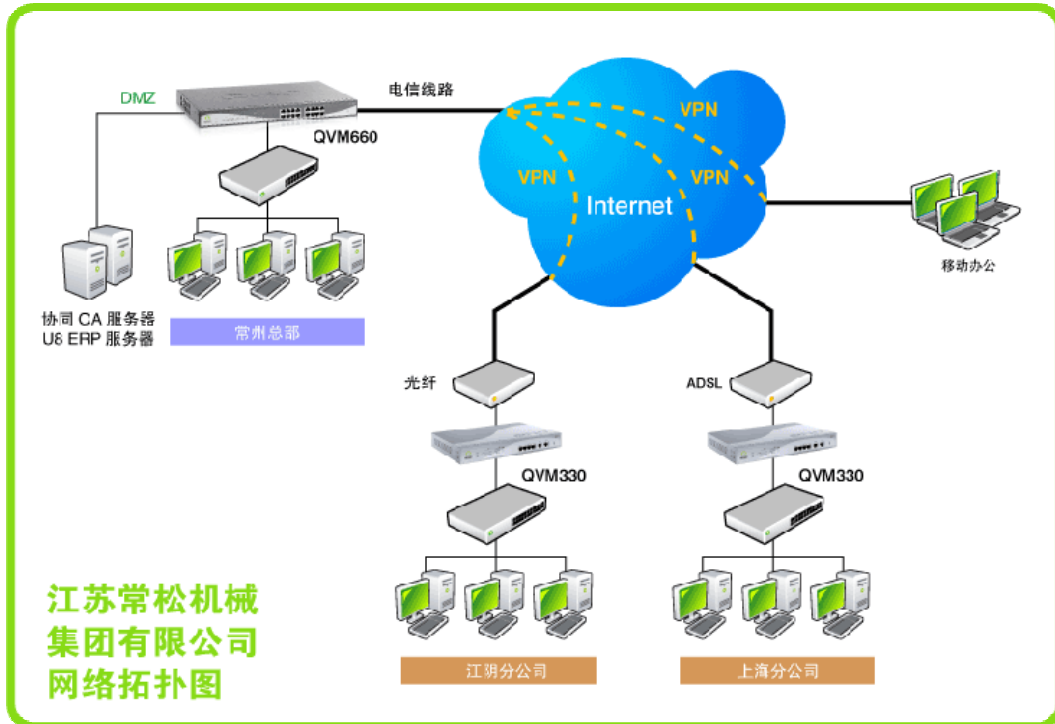 DMZ
电信线路
QVM660
VPN
VPN
VPN
Internet
移动办公
协同 CA 服务器
U8 ERP 服务器
常州总部
光纤
ADSL
QVM330
QVM330
江阴分公司
上海分公司
江苏常松机械
集团有限公司
网络拓扑图